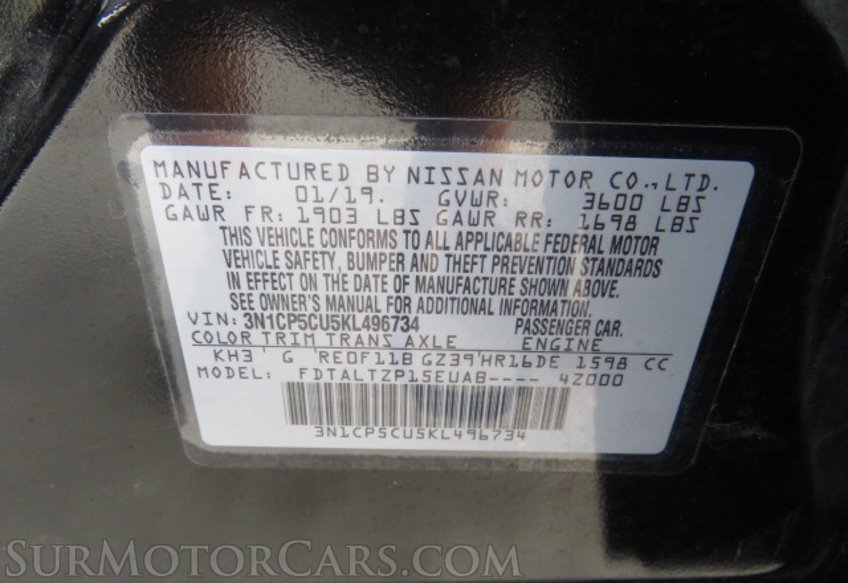 MANUFACTURED BY NISSAN MOTOR CO., LTD.
DATE: 01/19. GVWR: 3600 LBS
GAWR FR: 1903 LBS GAWR RR: 1698 LBS
THIS VEHICLE CONFORMS TO ALL APPLICABLE FEDERAL MOTOR
VEHICLE SAFETY, BUMPER AND THEFT PREVENTION STANDARDS
IN EFFECT ON THE DATE OF MANUFACTURE SHOWN ABOVE.
SEE OWNER'S MANUAL FOR ADDITIONAL INFORMATION.
VIN: 3N1CP5CU5KL496734 PASSENGER CAR.
COLOR TRIM TRANS AXLE ENGINE
KH3 G RE0F11B GZ39 HR16DE 1598 CC
MODEL: FDTALTZP15EUAB---- 4Z000
3N1CP5CU5KL496734
SURMOTORCARS.COM